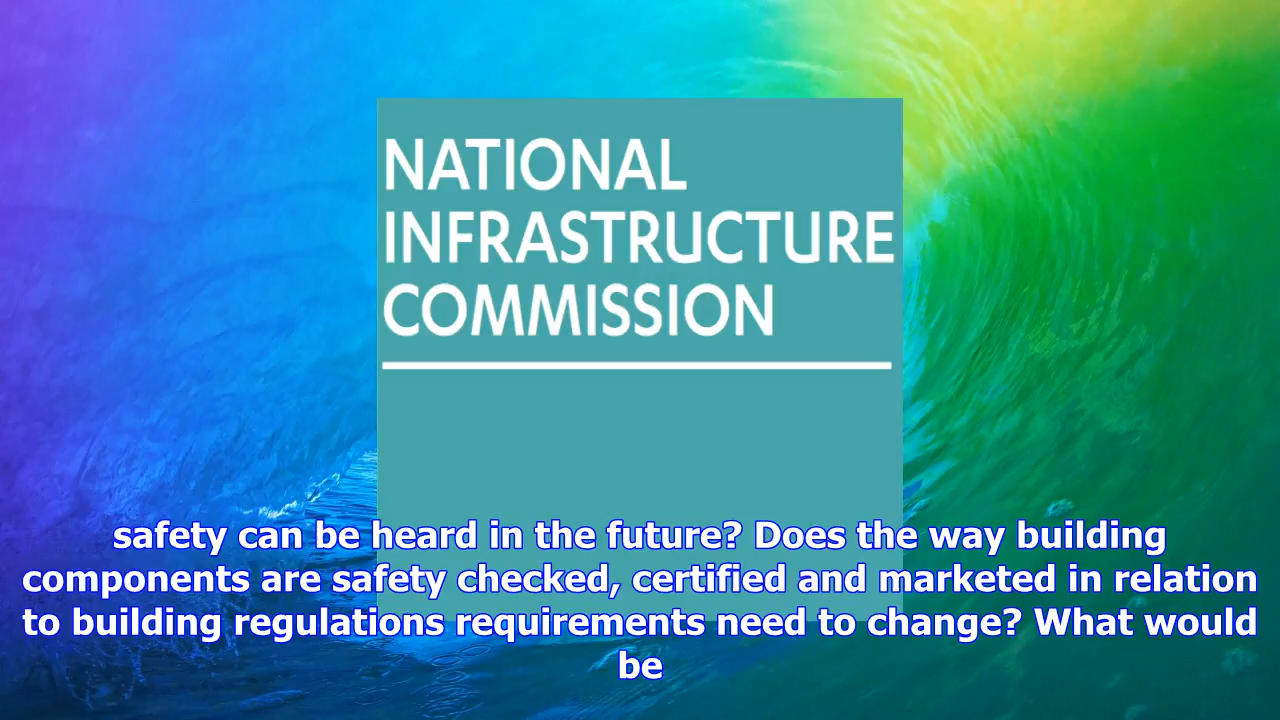 NATIONAL
INFRASTRUCTURE
COMMISSION
safety can be heard in the future? Does the way building
components are safety checked, certified and marketed in relation
to building regulations requirements need to change? What would
be